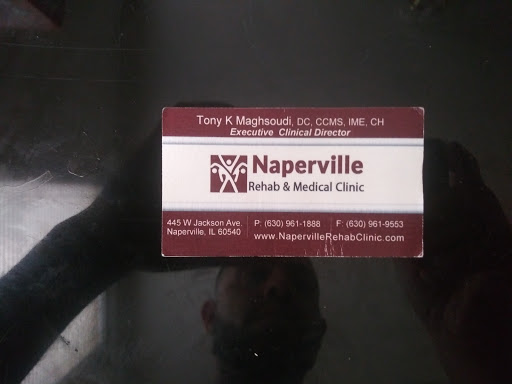 Tony K Maghsoudi, DC, CCMS, IME, CH
Executive Clinical Director
Naperville
Rehab & Medical Clinic
445 W Jackson Ave.
Naperville, IL 60540
P: (630) 961-1888
F: (630) 961-9553
www.NapervilleRehabClinic.com